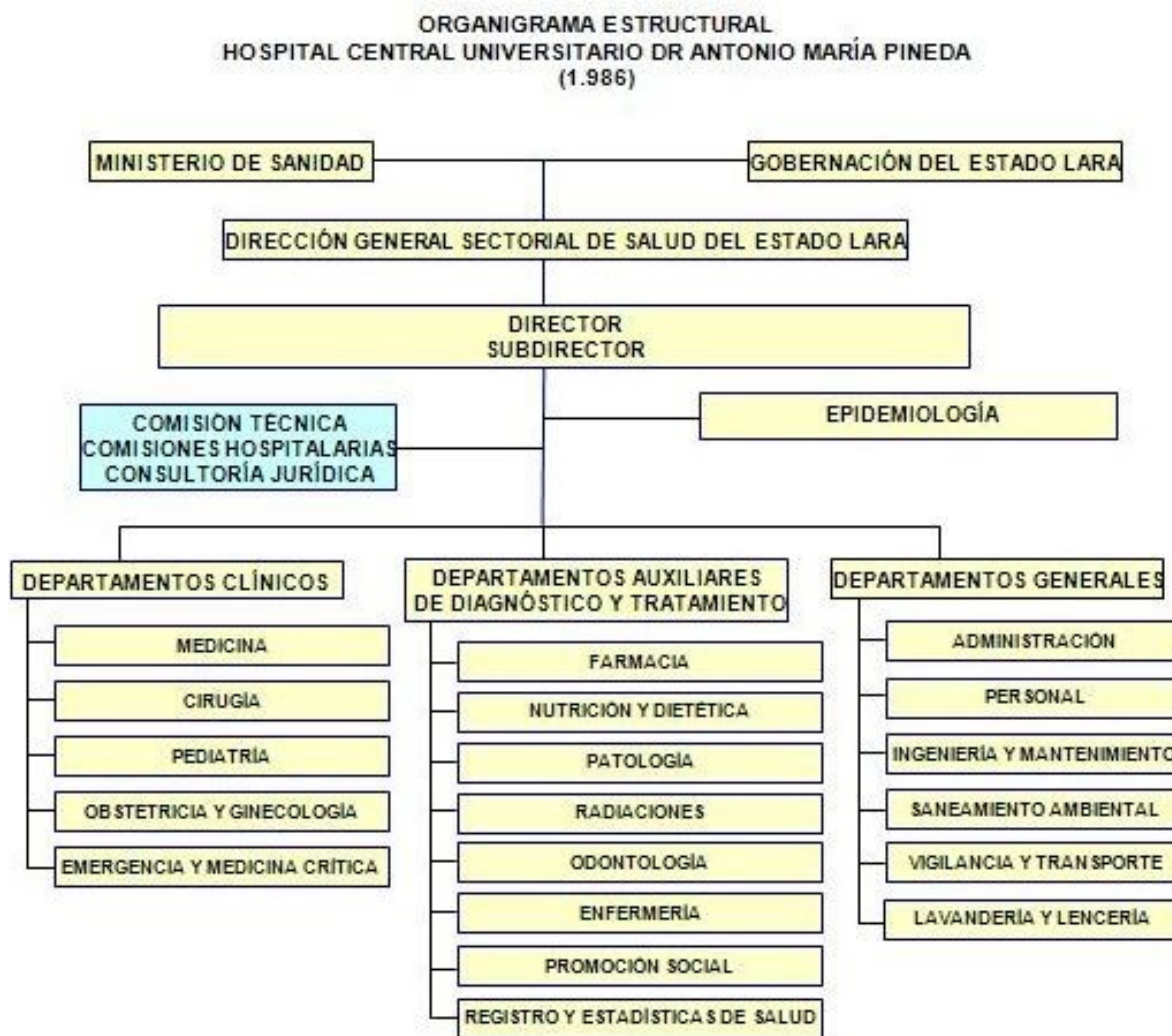 ORGANIGRAMA ESTRUCTURAL
HOSPITAL CENTRAL UNIVERSITARIO DR ANTONIO MARÍA PINEDA
(1.986)
MINISTERIO DE SANIDAD
GOBERNACIÓN DEL ESTADO LARA
DIRECCIÓN GENERAL SECTORIAL DE SALUD DEL ESTADO LARA
DIRECTOR
SUBDIRECTOR
COMISIÓN TÉCNICA
COMISIONES HOSPITALARIAS
CONSULTORÍA JURÍDICA
EPIDEMIOLOGÍA
DEPARTAMENTOS CLÍNICOS
MEDICINA
CIRUGÍA
PEDIATRÍA
OBSTETRICIA Y GINECOLOGÍA
EMERGENCIA Y MEDICINA CRÍTICA
DEPARTAMENTOS AUXILIARES
DE DIAGNÓSTICO Y TRATAMIENTO
FARMACIA
NUTRICIÓN Y DIETÉTICA
PATOLOGÍA
RADIACIONES
ODONTOLOGÍA
ENFERMERÍA
PROMOCIÓN SOCIAL
REGISTRO Y ESTADÍSTICAS DE SALUD
DEPARTAMENTOS GENERALES
ADMINISTRACIÓN
PERSONAL
INGENIERÍA Y MANTENIMIENTO
SANEAMIENTO AMBIENTAL
VIGILANCIA Y TRANSPORTE
LAVANDERÍA Y LENCERÍA